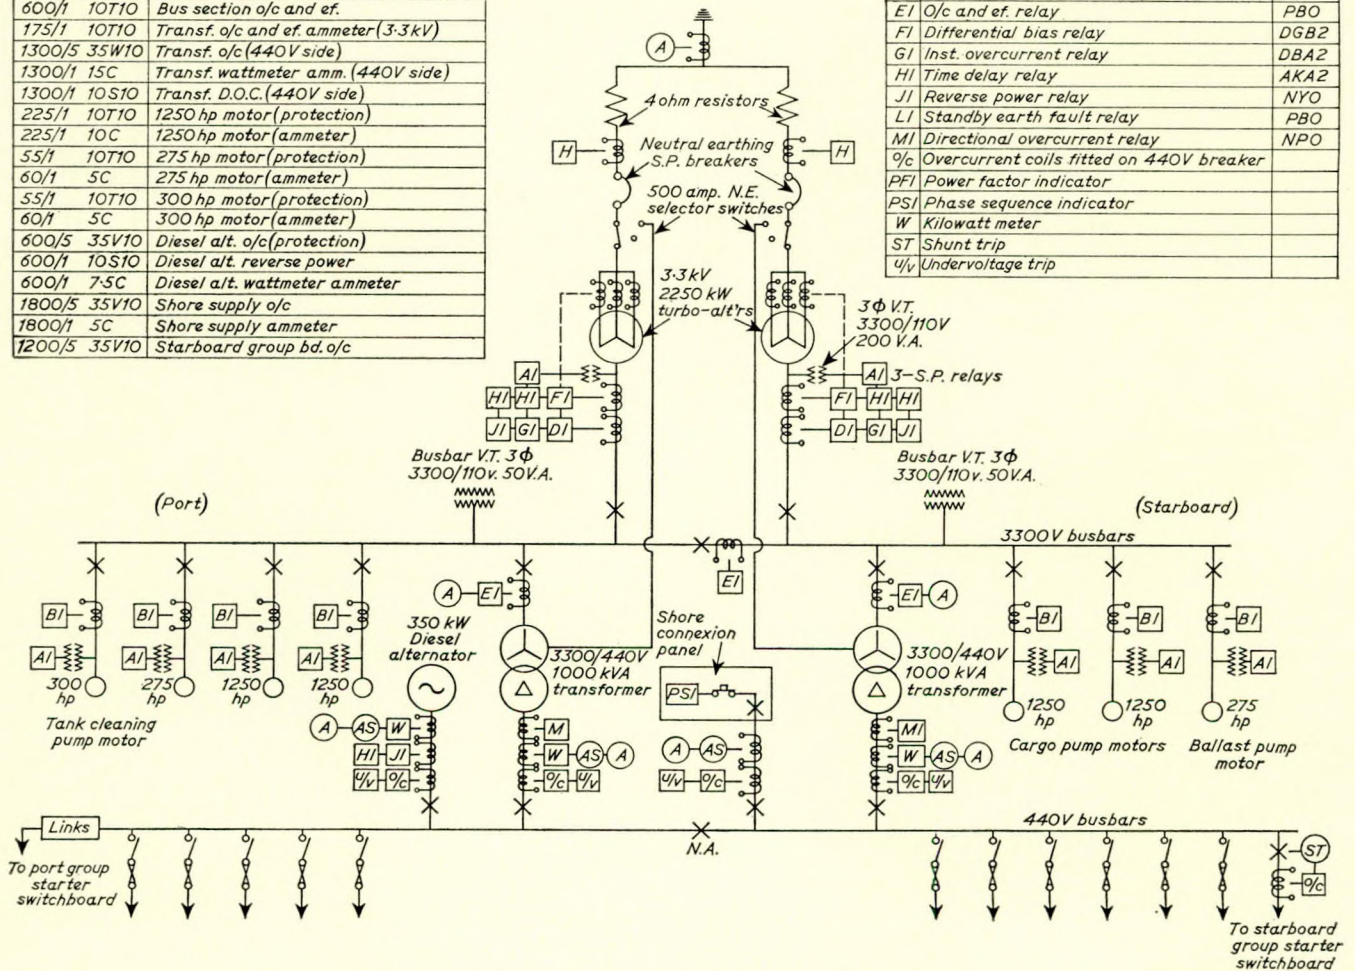 600/1 10T10 Bus section o/c and ef.
175/1 10T10 Transf. o/c and ef. ammeter (3·3kV)
1300/5 35W10 Transf. o/c (440V side)
1300/1 15C Transf. wattmeter amm. (440V side)
1300/1 10S10 Transf. D.O.C. (440V side)
225/1 10T10 1250 hp motor (protection)
225/1 10C 1250 hp motor (ammeter)
55/1 10T10 275 hp motor (protection)
60/1 5C 275 hp motor (ammeter)
55/1 10T10 300 hp motor (protection)
60/1 5C 300 hp motor (ammeter)
600/5 35V10 Diesel alt. o/c (protection)
600/1 10S10 Diesel alt. reverse power
600/1 7·5C Diesel alt. wattmeter ammeter
1800/5 35V10 Shore supply o/c
1800/1 5C Shore supply ammeter
1200/5 35V10 Starboard group bd. o/c
EI O/c and ef. relay PBO
FI Differential bias relay DGB2
GI Inst. overcurrent relay DBA2
HI Time delay relay AKA2
JI Reverse power relay NYO
LI Standby earth fault relay PBO
MI Directional overcurrent relay NPO
o/c Overcurrent coils fitted on 440V breaker
PFI Power factor indicator
PSI Phase sequence indicator
W Kilowatt meter
ST Shunt trip
u/v Undervoltage trip
A
4 ohm resistors
H
H
Neutral earthing
S.P. breakers
500 amp. N.E.
selector switches
3·3kV
2250 kW
turbo-alt'rs
3Φ V.T.
3300/110V
200 V.A.
AI
AI
3-S.P. relays
HI HI FI
FI HI HI
JI GI DI
DI GI JI
Busbar V.T. 3Φ
3300/110v. 50V.A.
Busbar V.T. 3Φ
3300/110v. 50V.A.
(Port)
(Starboard)
3300V busbars
EI
A EI
EI A
BI BI BI BI
BI BI BI
AI AI AI AI
AI AI AI
300 hp
275 hp
1250 hp
1250 hp
Tank cleaning
pump motor
350 kW
Diesel
alternator
3300/440V
1000 kVA
transformer
Shore
connexion
panel
PSI
3300/440V
1000 kVA
transformer
1250 hp
1250 hp
275 hp
Cargo pump motors
Ballast pump
motor
A AS W
HI JI
u/v o/c
M
W AS A
o/c u/v
A AS
u/v o/c
MI
W AS A
o/c u/v
Links
N.A.
440V busbars
ST
o/c
To port group
starter
switchboard
To starboard
group starter
switchboard